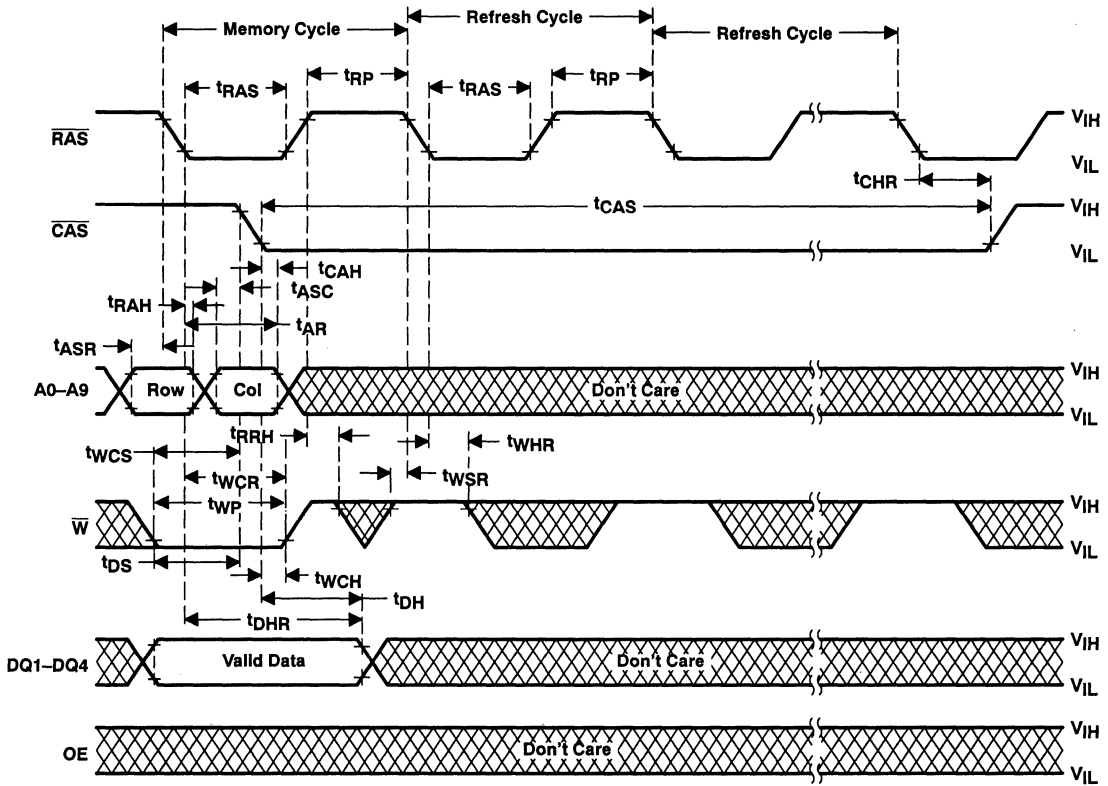 Memory Cycle
Refresh Cycle
Refresh Cycle
tRAS
tRP
tRAS
tRP
RAS
VIH
VIL
tCHR
CAS
tCAS
VIH
VIL
tCAH
tASC
tRAH
tAR
tASR
A0–A9
Row
Col
Don't Care
VIH
VIL
tRRH
tWHR
tWCS
tWSR
tWCR
tWP
W
VIH
VIL
tDS
tWCH
tDH
tDHR
DQ1–DQ4
Valid Data
Don't Care
VIH
VIL
OE
Don't Care
VIH
VIL